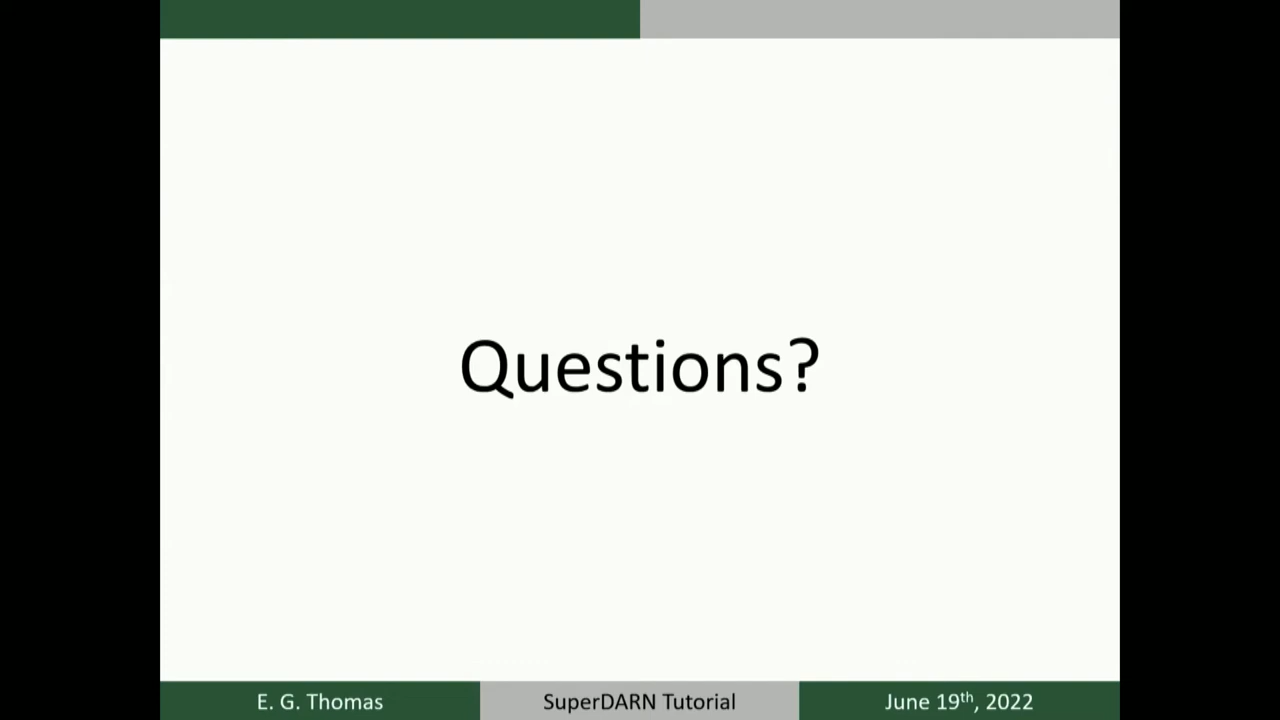 Questions?
E. G. Thomas
SuperDARN Tutorial
June 19th, 2022